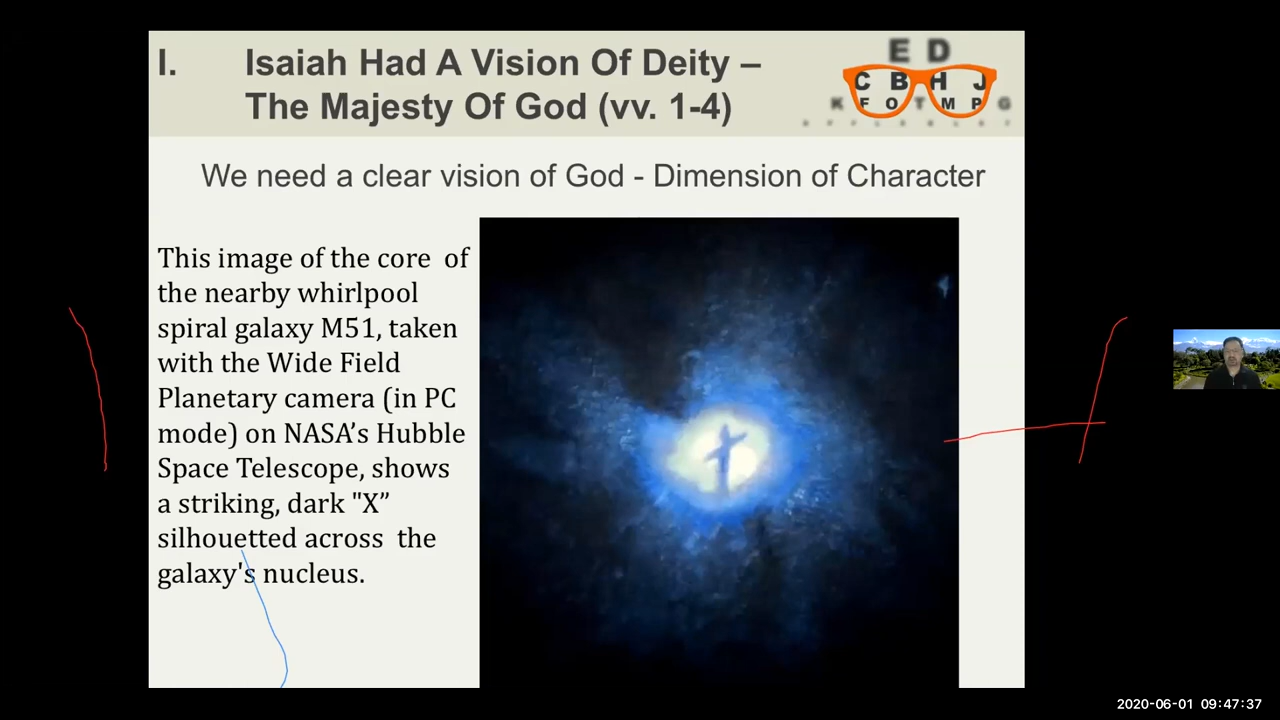 I. Isaiah Had A Vision Of Deity –
The Majesty Of God (vv. 1-4)
E D
C B H J
K F O T M P G
We need a clear vision of God - Dimension of Character
This image of the core of
the nearby whirlpool
spiral galaxy M51, taken
with the Wide Field
Planetary camera (in PC
mode) on NASA’s Hubble
Space Telescope, shows
a striking, dark "X”
silhouetted across the
galaxy's nucleus.
2020-06-01 09:47:37